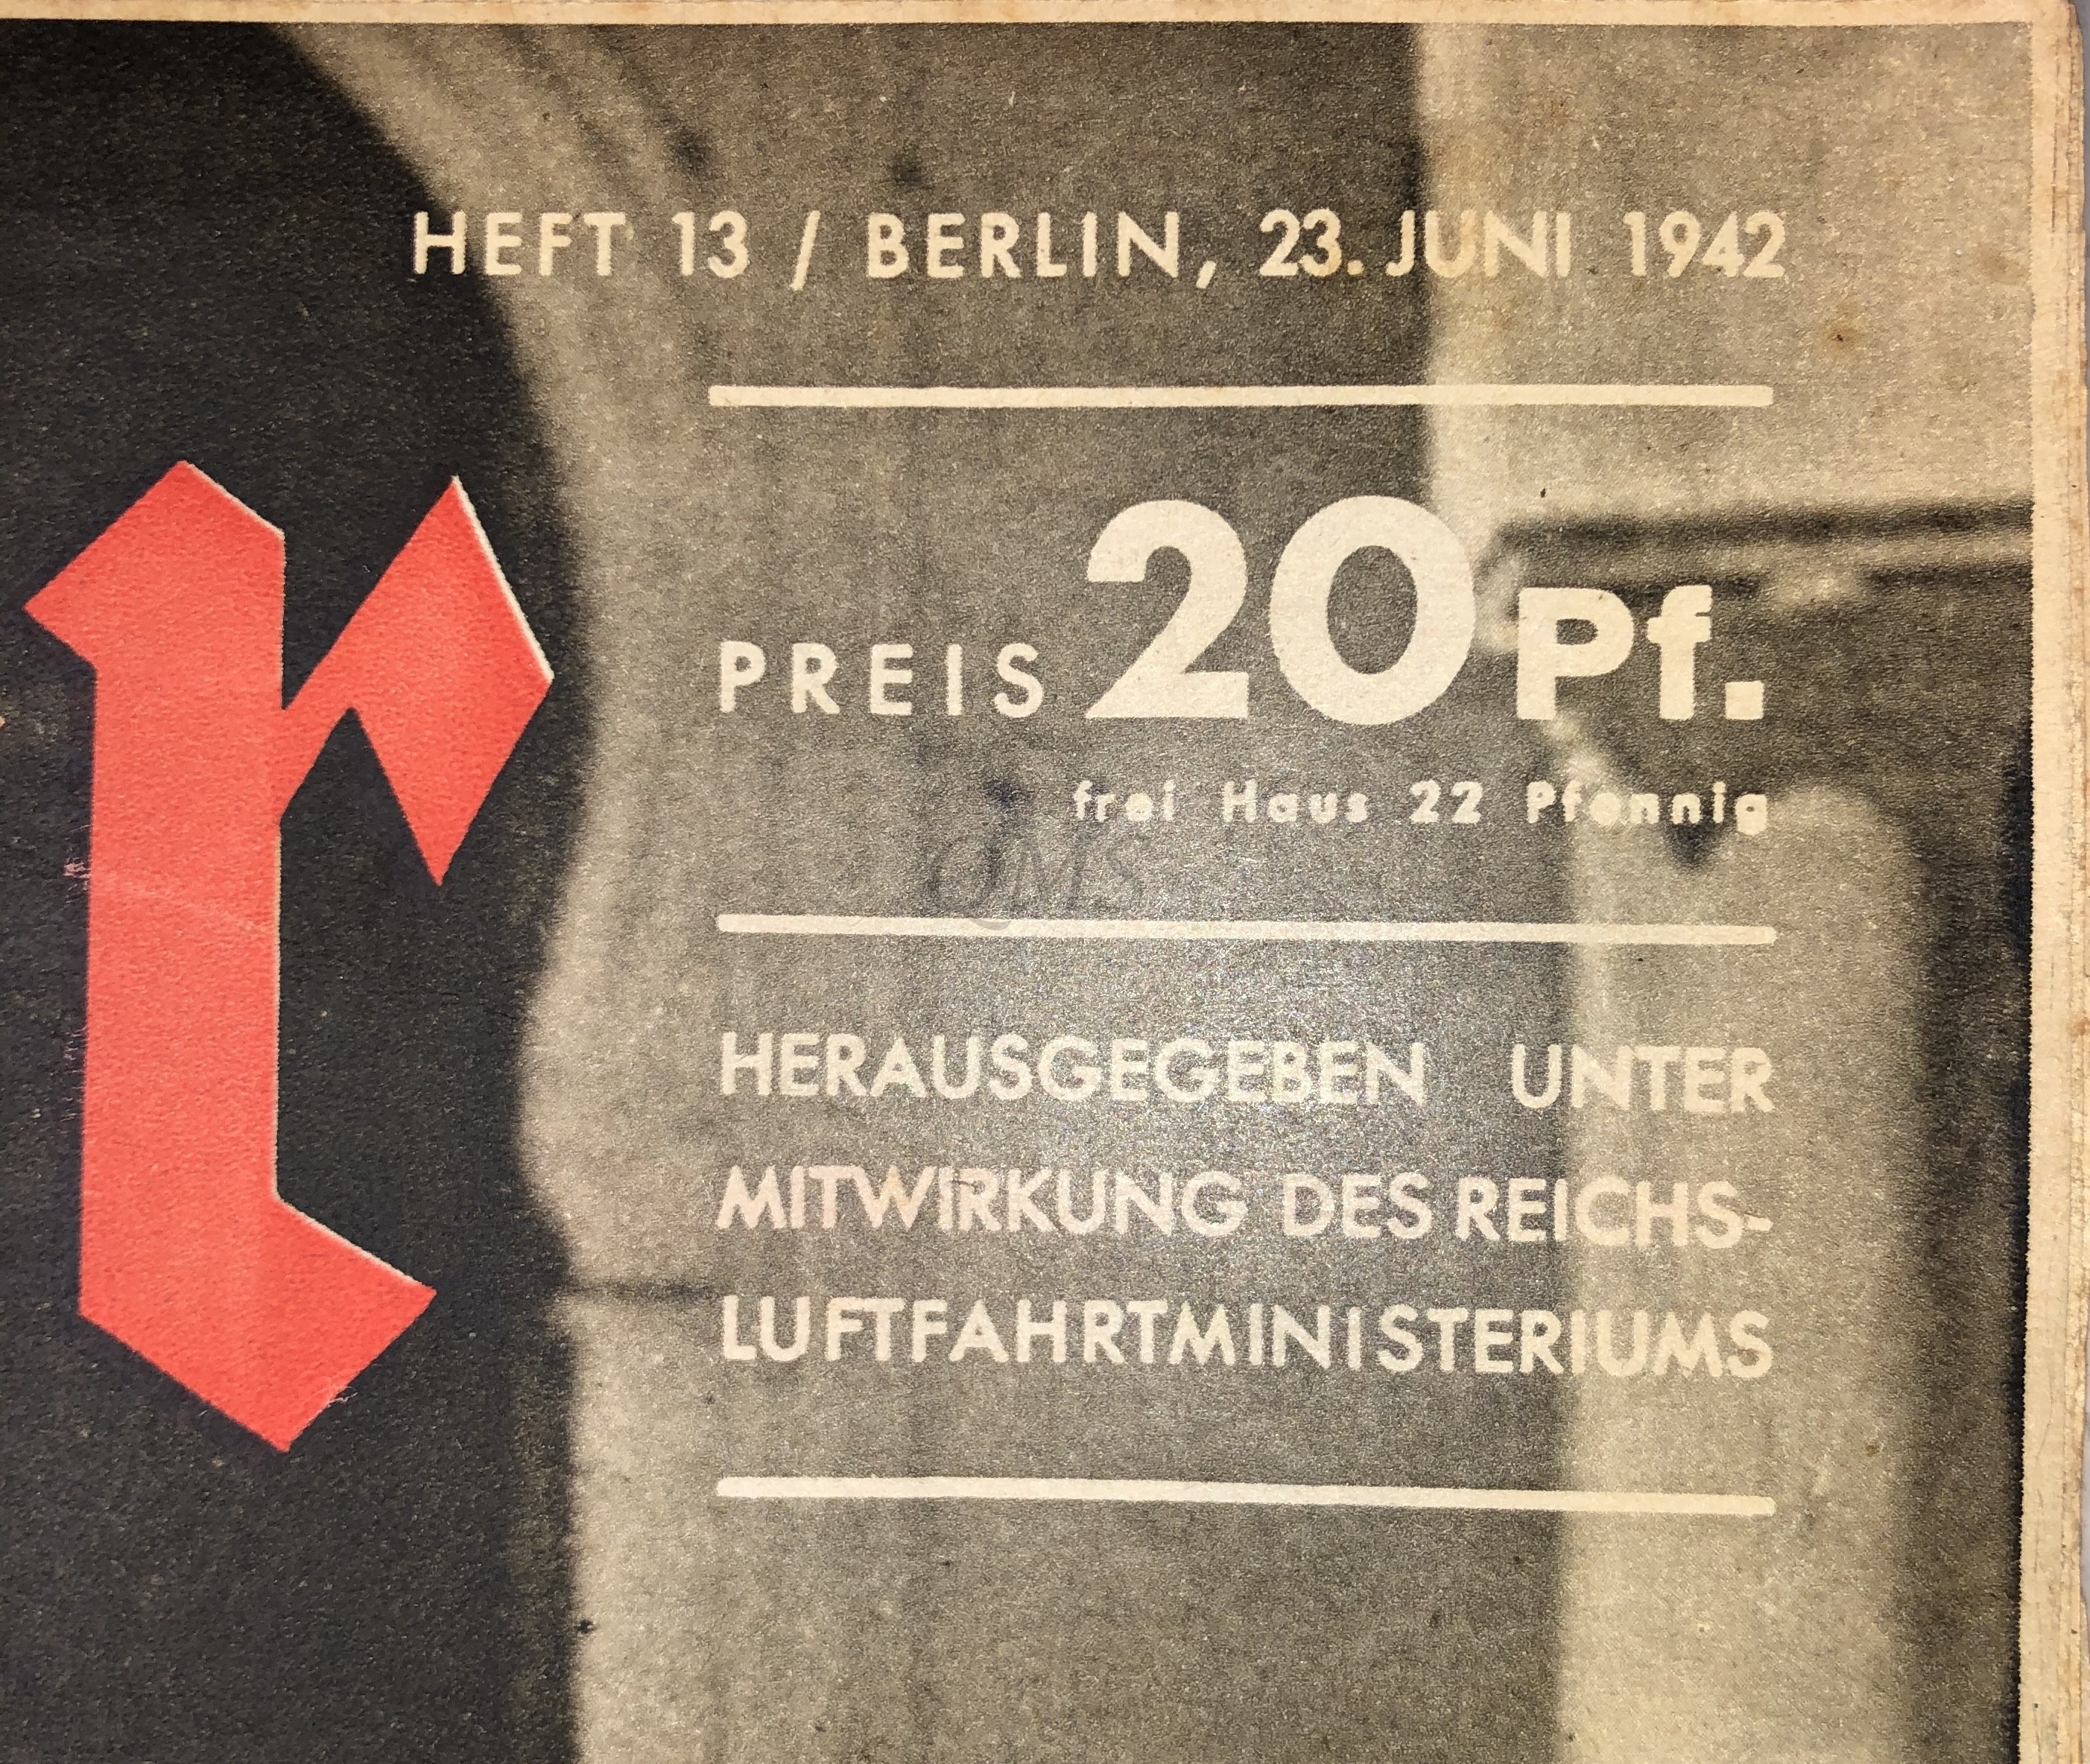 HEFT 13 / BERLIN, 23. JUNI 1942
r
PREIS 20 Pf.
frei Haus 22 Pfennig
HERAUSGEGEBEN UNTER
MITWIRKUNG DES REICHS-
LUFTFAHRTMINISTERIUMS